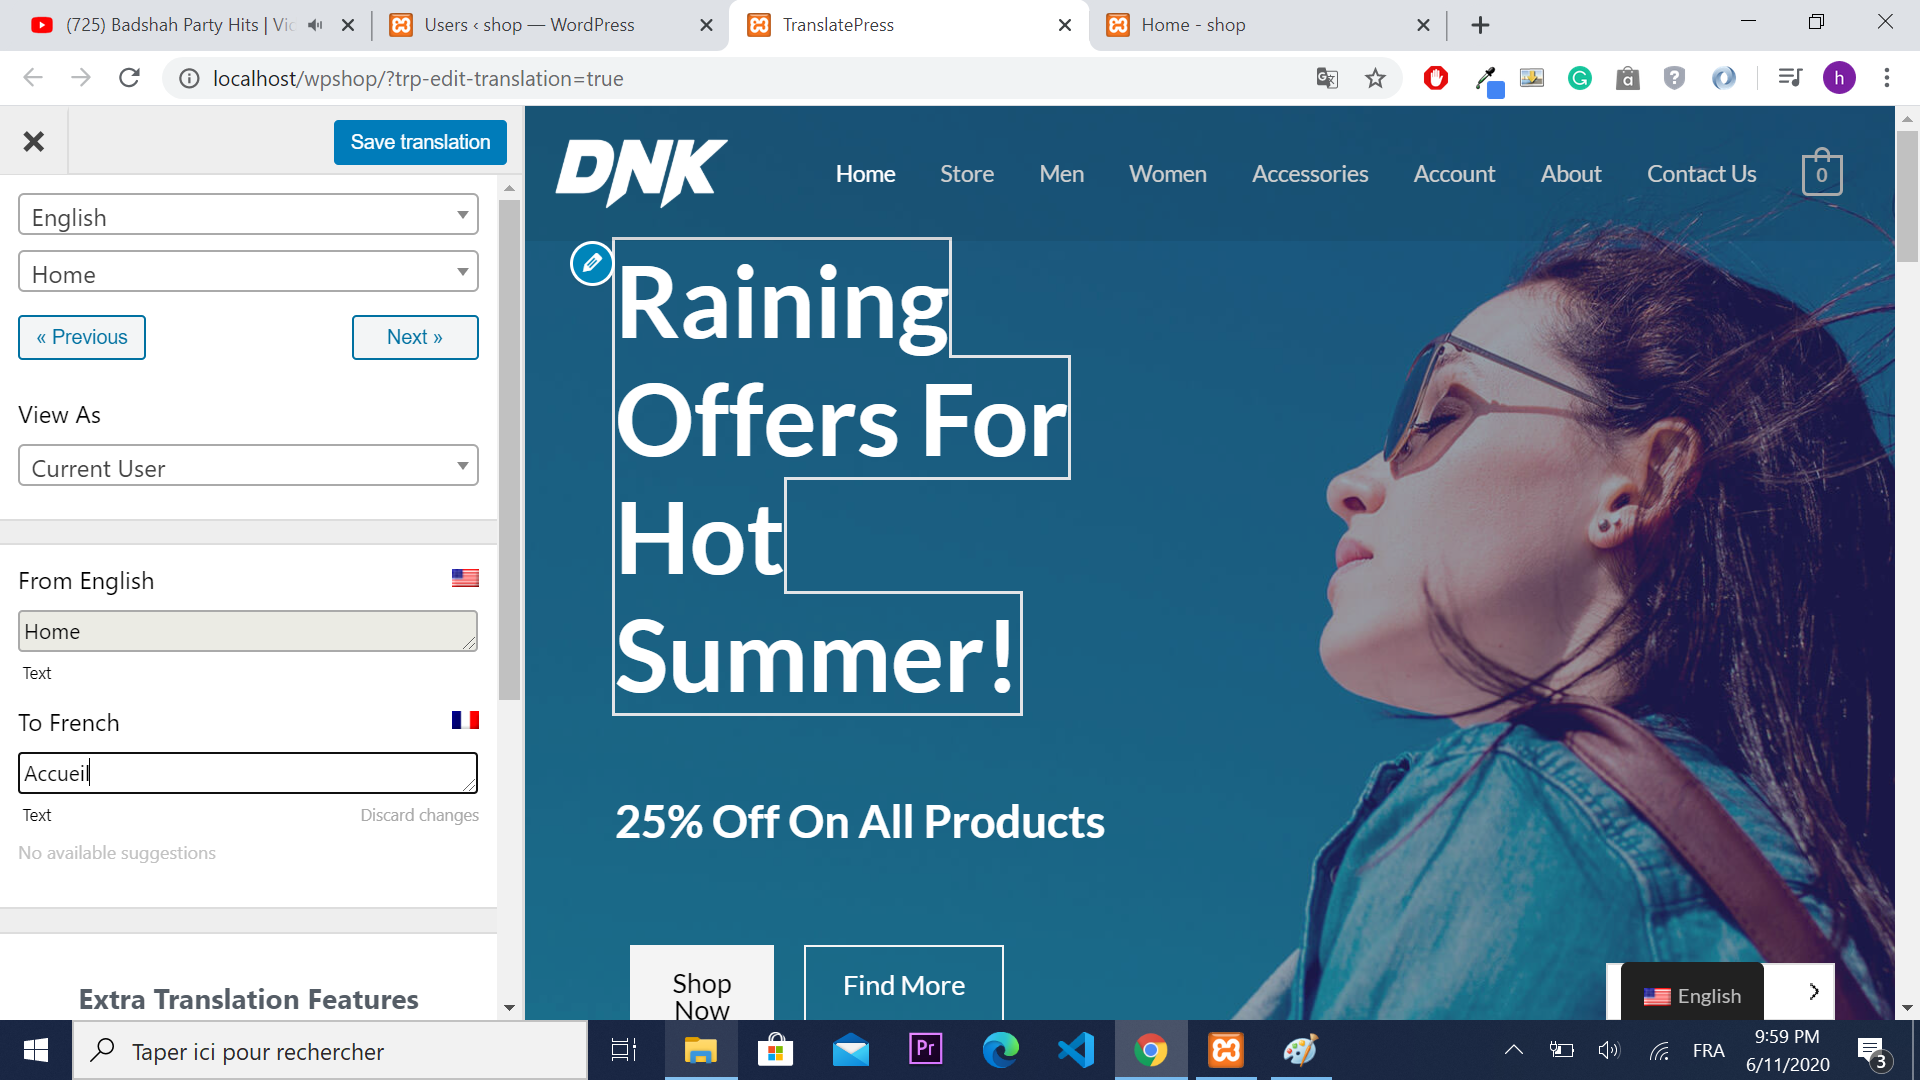 (725) Badshah Party Hits | Vid
Users ‹ shop — WordPress
TranslatePress
Home - shop
localhost/wpshop/?trp-edit-translation=true
h
Save translation
English
Home
« Previous
Next »
View As
Current User
From English
Home
Text
To French
Accueil
Text
Discard changes
No available suggestions
Extra Translation Features
DNK
Home
Store
Men
Women
Accessories
Account
About
Contact Us
0
Raining
Offers For
Hot
Summer!
25% Off On All Products
Shop
Now
Find More
English
Taper ici pour rechercher
Pr
FRA
9:59 PM
6/11/2020
3